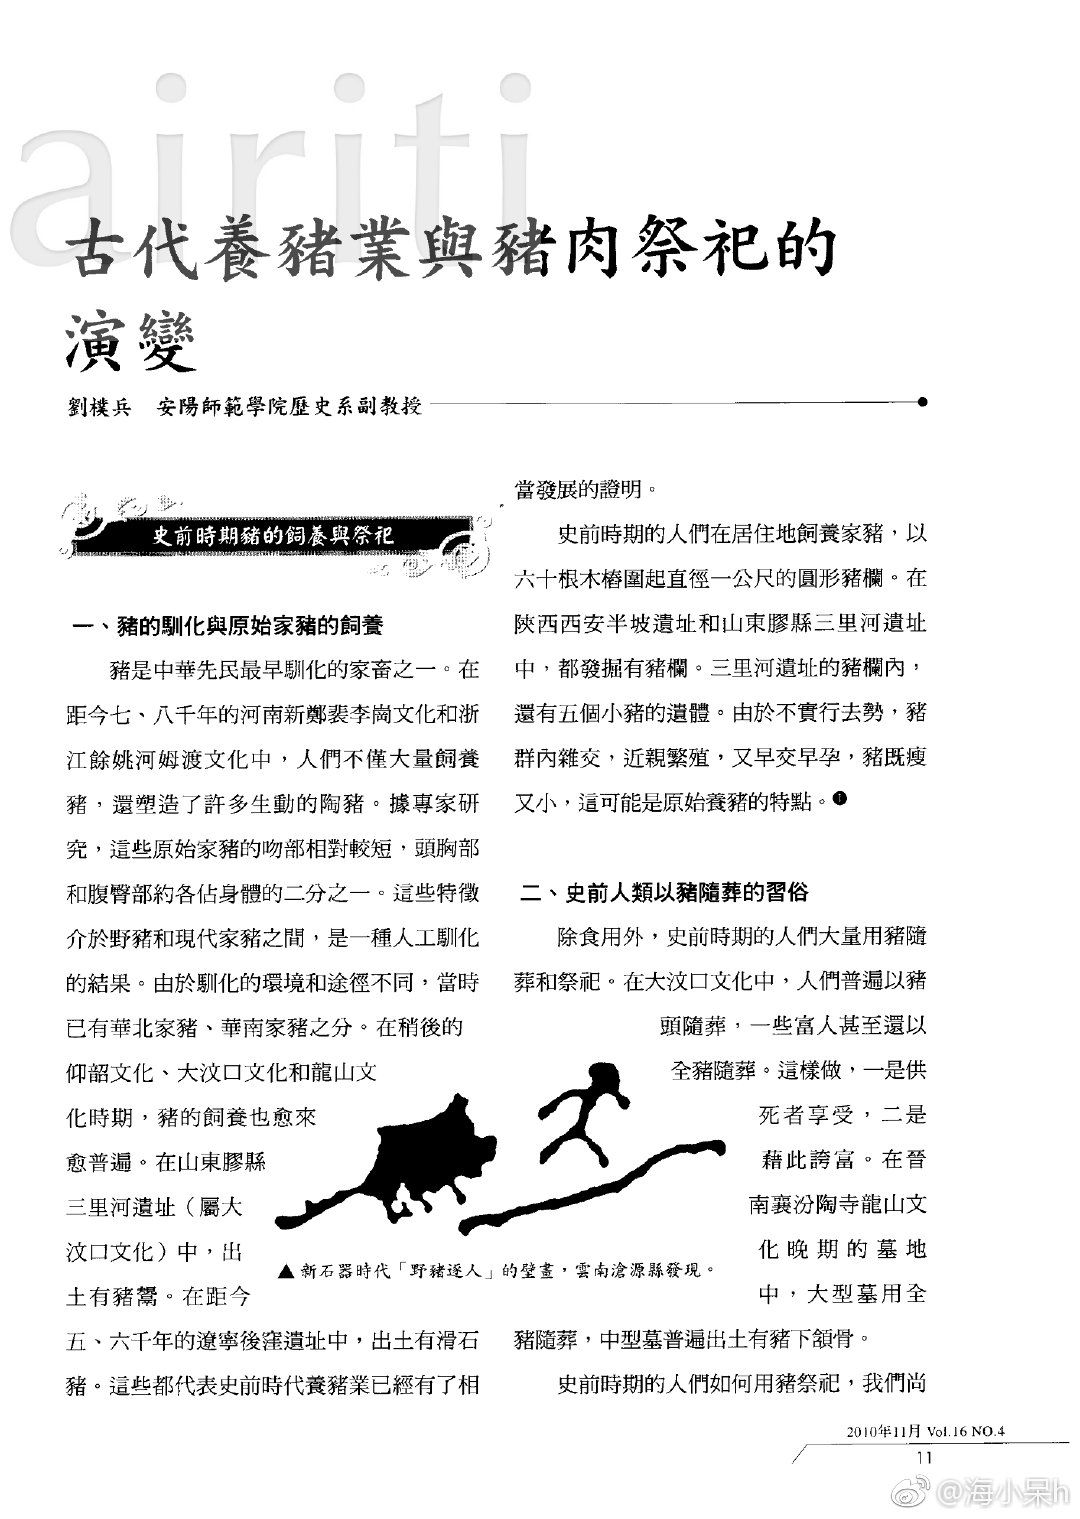 airiti
古代養豬業與豬肉祭祀的
演變
劉樸兵　安陽師範學院歷史系副教授
史前時期豬的飼養與祭祀
一、豬的馴化與原始家豬的飼養
豬是中華先民最早馴化的家畜之一。在
距今七、八千年的河南新鄭裴李崗文化和浙
江餘姚河姆渡文化中，人們不僅大量飼養
豬，還塑造了許多生動的陶豬。據專家研
究，這些原始家豬的吻部相對較短，頭胸部
和腹臀部約各佔身體的二分之一。這些特徵
介於野豬和現代家豬之間，是一種人工馴化
的結果。由於馴化的環境和途徑不同，當時
已有華北家豬、華南家豬之分。在稍後的
仰韶文化、大汶口文化和龍山文
化時期，豬的飼養也愈來
愈普遍。在山東膠縣
三里河遺址（屬大
汶口文化）中，出
土有豬鬶。在距今
五、六千年的遼寧後窪遺址中，出土有滑石
豬。這些都代表史前時代養豬業已經有了相
當發展的證明。
史前時期的人們在居住地飼養家豬，以
六十根木樁圍起直徑一公尺的圓形豬欄。在
陝西西安半坡遺址和山東膠縣三里河遺址
中，都發掘有豬欄。三里河遺址的豬欄內，
還有五個小豬的遺體。由於不實行去勢，豬
群內雜交，近親繁殖，又早交早孕，豬既瘦
又小，這可能是原始養豬的特點。❶
二、史前人類以豬隨葬的習俗
除食用外，史前時期的人們大量用豬隨
葬和祭祀。在大汶口文化中，人們普遍以豬
頭隨葬，一些富人甚至還以
全豬隨葬。這樣做，一是供
死者享受，二是
藉此誇富。在晉
南襄汾陶寺龍山文
化晚期的墓地
中，大型墓用全
豬隨葬，中型墓普遍出土有豬下頷骨。
史前時期的人們如何用豬祭祀，我們尚
▲新石器時代「野豬逐人」的壁畫，雲南滄源縣發現。
2010年11月 Vol.16 NO.4
11
@海小呆h